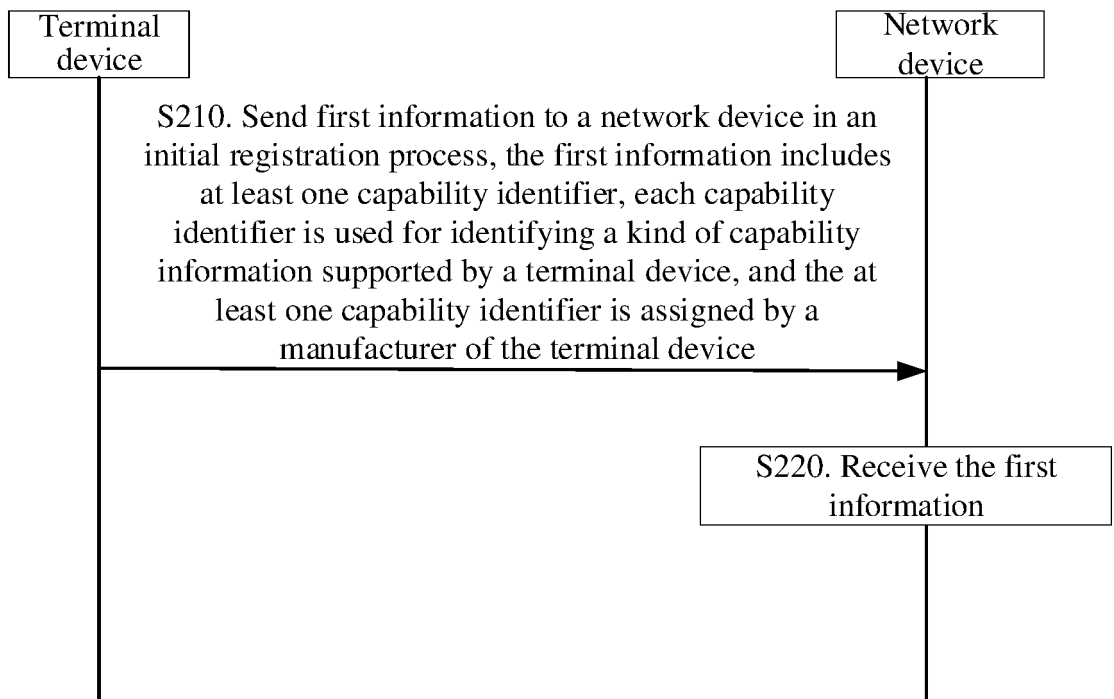 Terminal
device
Network
device
S210. Send first information to a network device in an
initial registration process, the first information includes
at least one capability identifier, each capability
identifier is used for identifying a kind of capability
information supported by a terminal device, and the at
least one capability identifier is assigned by a
manufacturer of the terminal device
S220. Receive the first
information